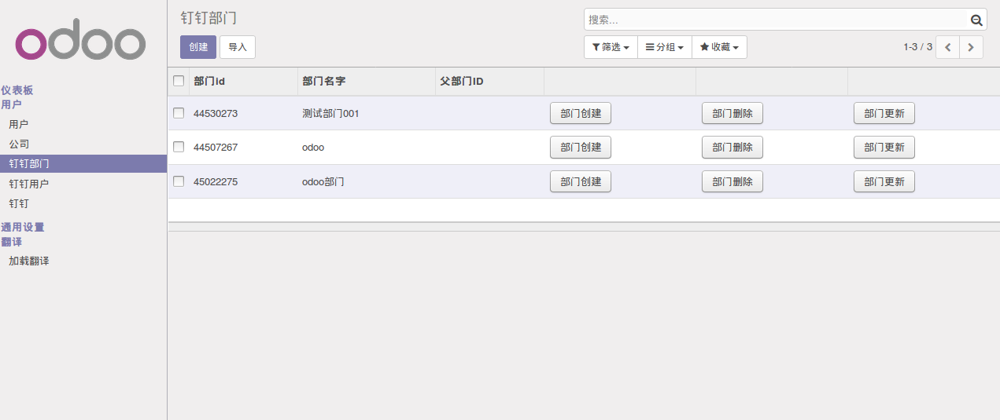 odoo
仪表板
用户
用户
公司
钉钉部门
钉钉用户
钉钉
通用设置
翻译
加载翻译
钉钉部门
搜索...
创建 导入
筛选 分组 收藏 1-3 / 3
部门id 部门名字 父部门ID
44530273 测试部门001 部门创建 部门删除 部门更新
44507267 odoo 部门创建 部门删除 部门更新
45022275 odoo部门 部门创建 部门删除 部门更新